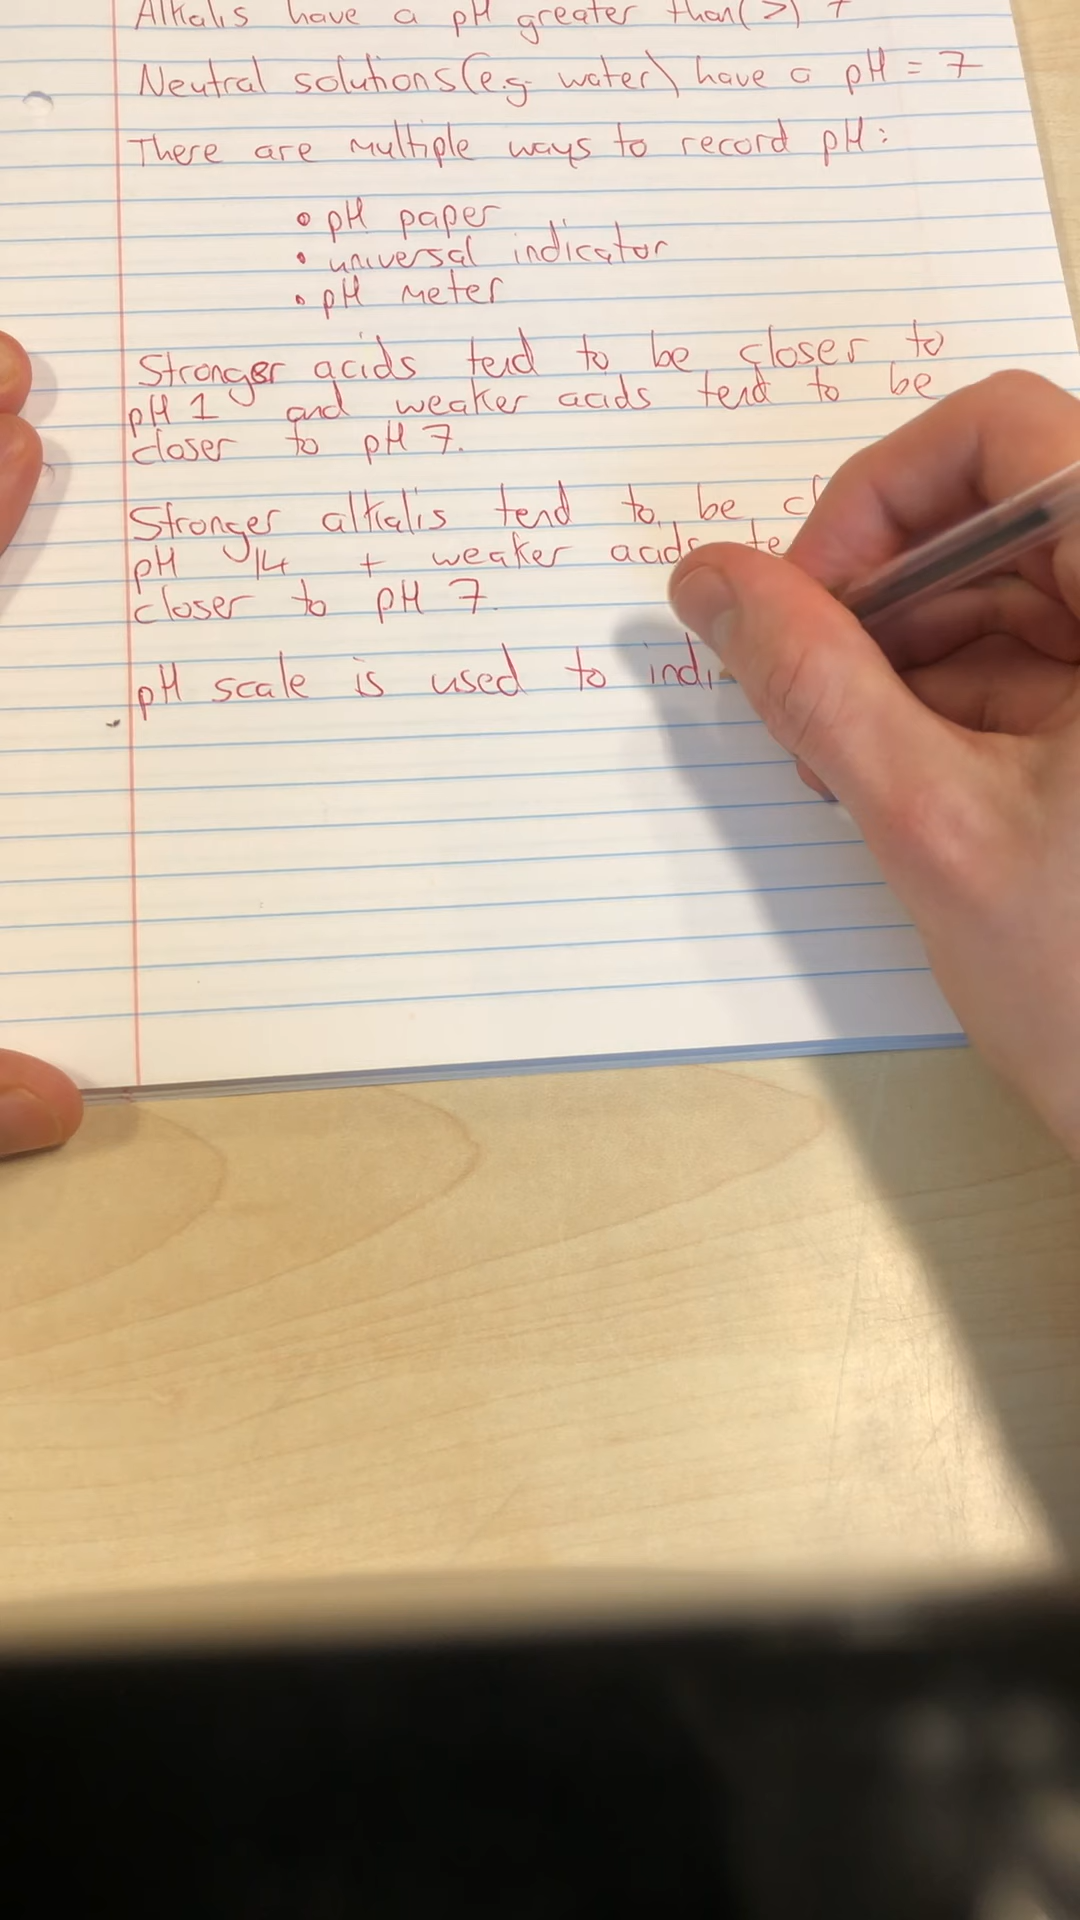 Alkalis have a pH greater than (>) 7
Neutral solutions (e.g. water) have a pH = 7
There are multiple ways to record pH:
• pH paper
• universal indicator
• pH meter
Stronger acids tend to be closer to
pH 1 and weaker acids tend to be
closer to pH 7.
Stronger alkalis tend to be
pH 14 + weaker acids
closer to pH 7.
pH scale is used to